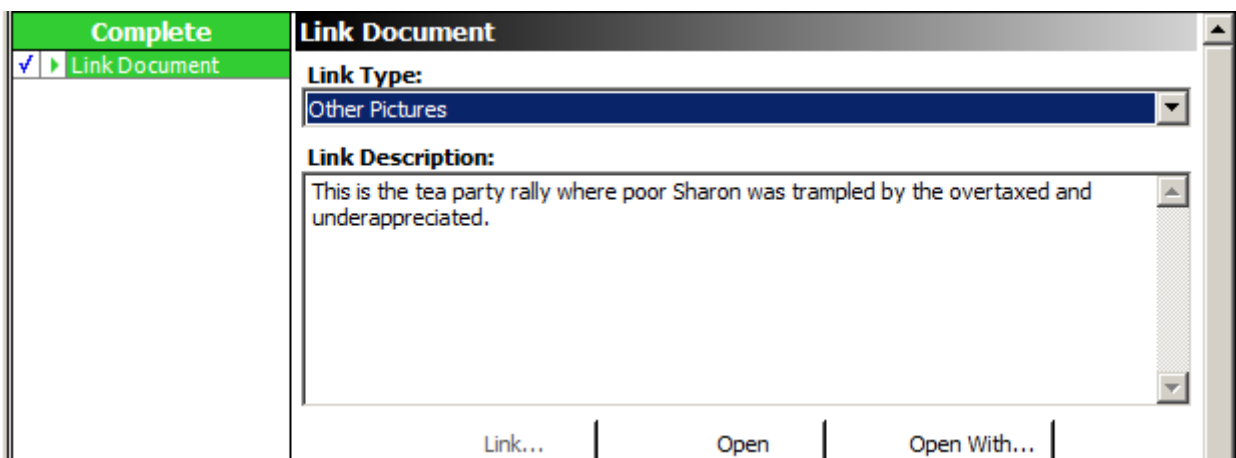 Complete
Link Document
Link Document
Link Type:
Other Pictures
Link Description:
This is the tea party rally where poor Sharon was trampled by the overtaxed and
underappreciated.
Link...
Open
Open With...